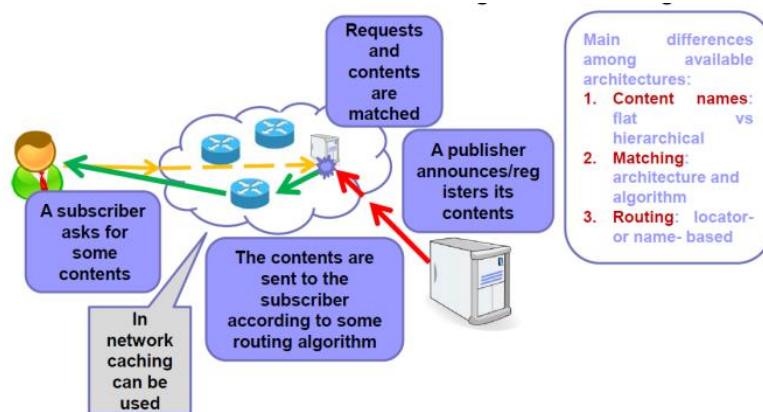 Requests
and
contents
are
matched
A publisher
announces/reg
isters its
contents
A subscriber
asks for
some
contents
The contents are
sent to the
subscriber
according to some
routing algorithm
In
network
caching
can be
used
Main differences
among available
architectures:
1. Content names:
flat vs
hierarchical
2. Matching:
architecture and
algorithm
3. Routing: locator-
or name- based